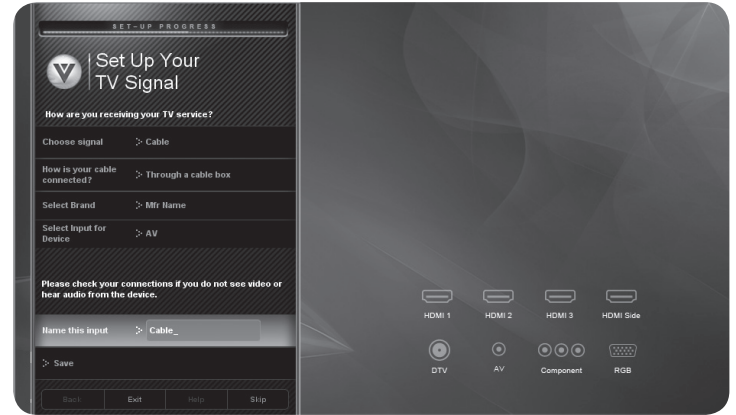 SET-UP PROGRESS
Set Up Your
TV Signal
How are you receiving your TV service?
Choose signal :· Cable
How is your cable
connected? :· Through a cable box
Select Brand :· Mfr Name
Select Input for
Device :· AV
Please check your connections if you do not see video or
hear audio from the device.
Name this input :· Cable_
:· Save
Back Exit Help Skip
HDMI 1 HDMI 2 HDMI 3 HDMI Side
DTV AV Component RGB